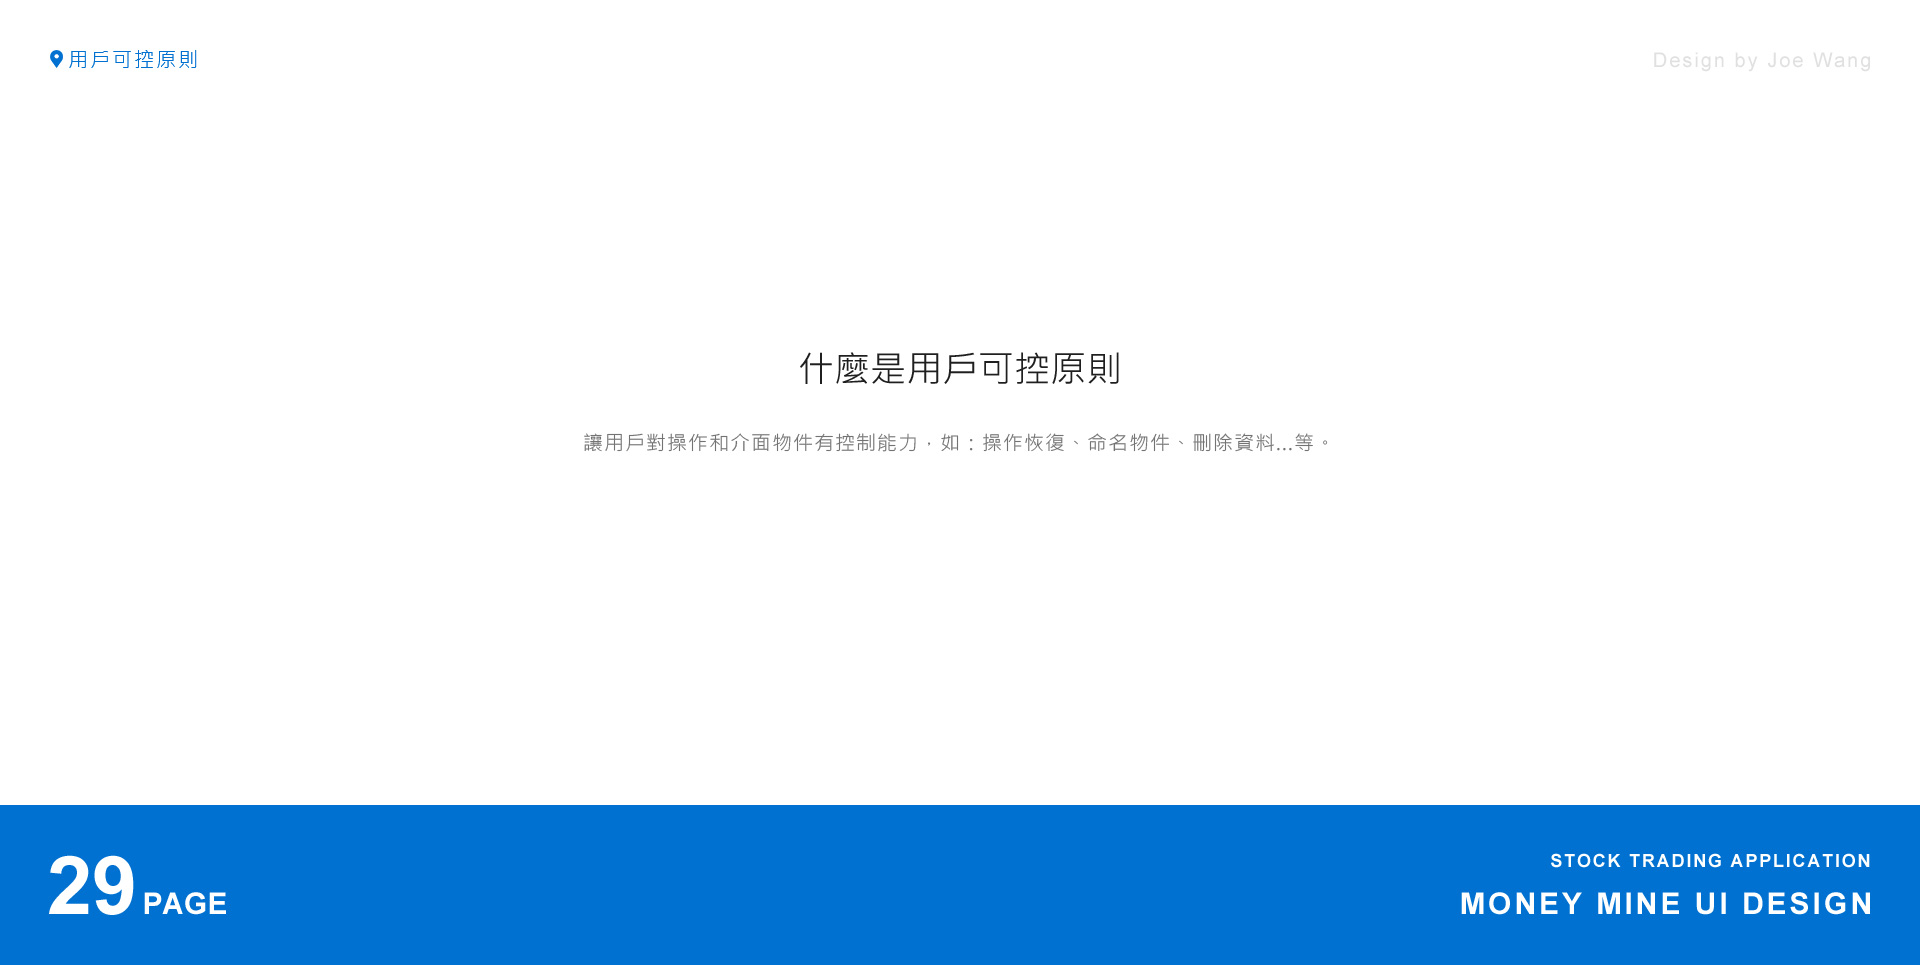 用戶可控原則
Design by Joe Wang
什麼是用戶可控原則
讓用戶對操作和介面物件有控制能力，如：操作恢復、命名物件、刪除資料...等。
29 PAGE
STOCK TRADING APPLICATION
MONEY MINE UI DESIGN